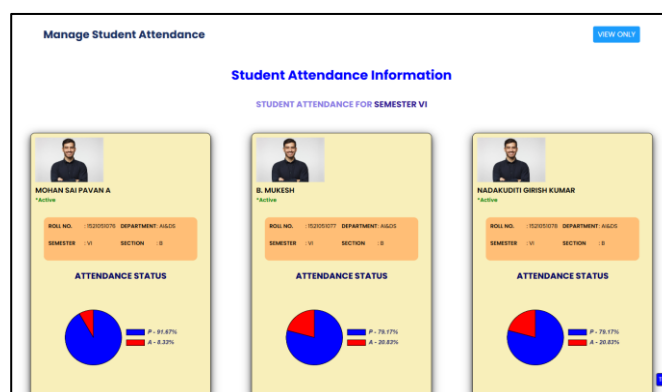 Manage Student Attendance
VIEW ONLY
Student Attendance Information
STUDENT ATTENDANCE FOR SEMESTER VI
MOHAN SAI PAVAN A
*Active
ROLL NO. : 1521051076 DEPARTMENT: AI&DS
SEMESTER : VI SECTION : B
ATTENDANCE STATUS
P - 91.67%
A - 8.33%
B. MUKESH
*Active
ROLL NO. : 1521051077 DEPARTMENT: AI&DS
SEMESTER : VI SECTION : B
ATTENDANCE STATUS
P - 79.17%
A - 20.83%
NADAKUDITI GIRISH KUMAR
*Active
ROLL NO. : 1521051078 DEPARTMENT: AI&DS
SEMESTER : VI SECTION : B
ATTENDANCE STATUS
P - 79.17%
A - 20.83%